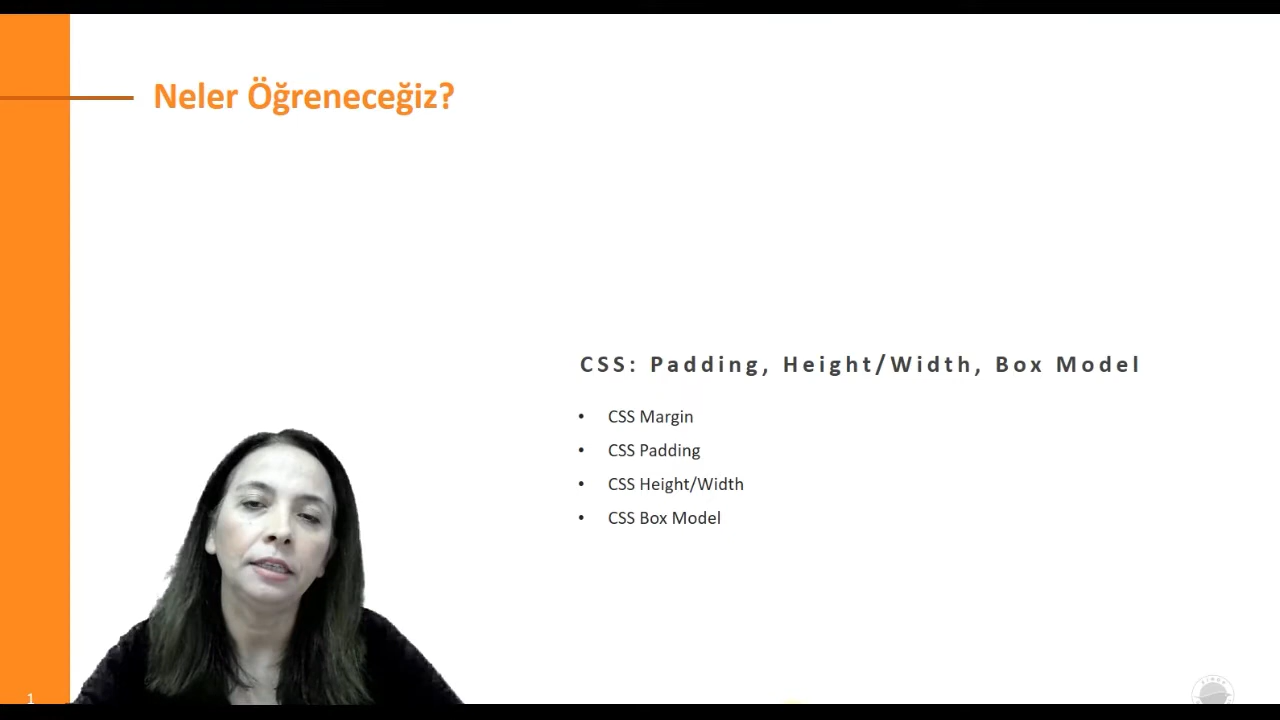 Neler Öğreneceğiz?
CSS: Padding, Height/Width, Box Model
• CSS Margin
• CSS Padding
• CSS Height/Width
• CSS Box Model
1